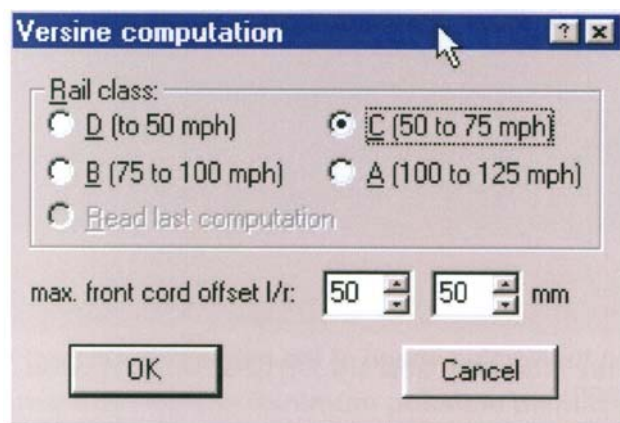 Versine computation
Rail class:
D (to 50 mph) C (50 to 75 mph)
B (75 to 100 mph) A (100 to 125 mph)
Read last computation
max. front cord offset l/r: 50 50 mm
OK Cancel